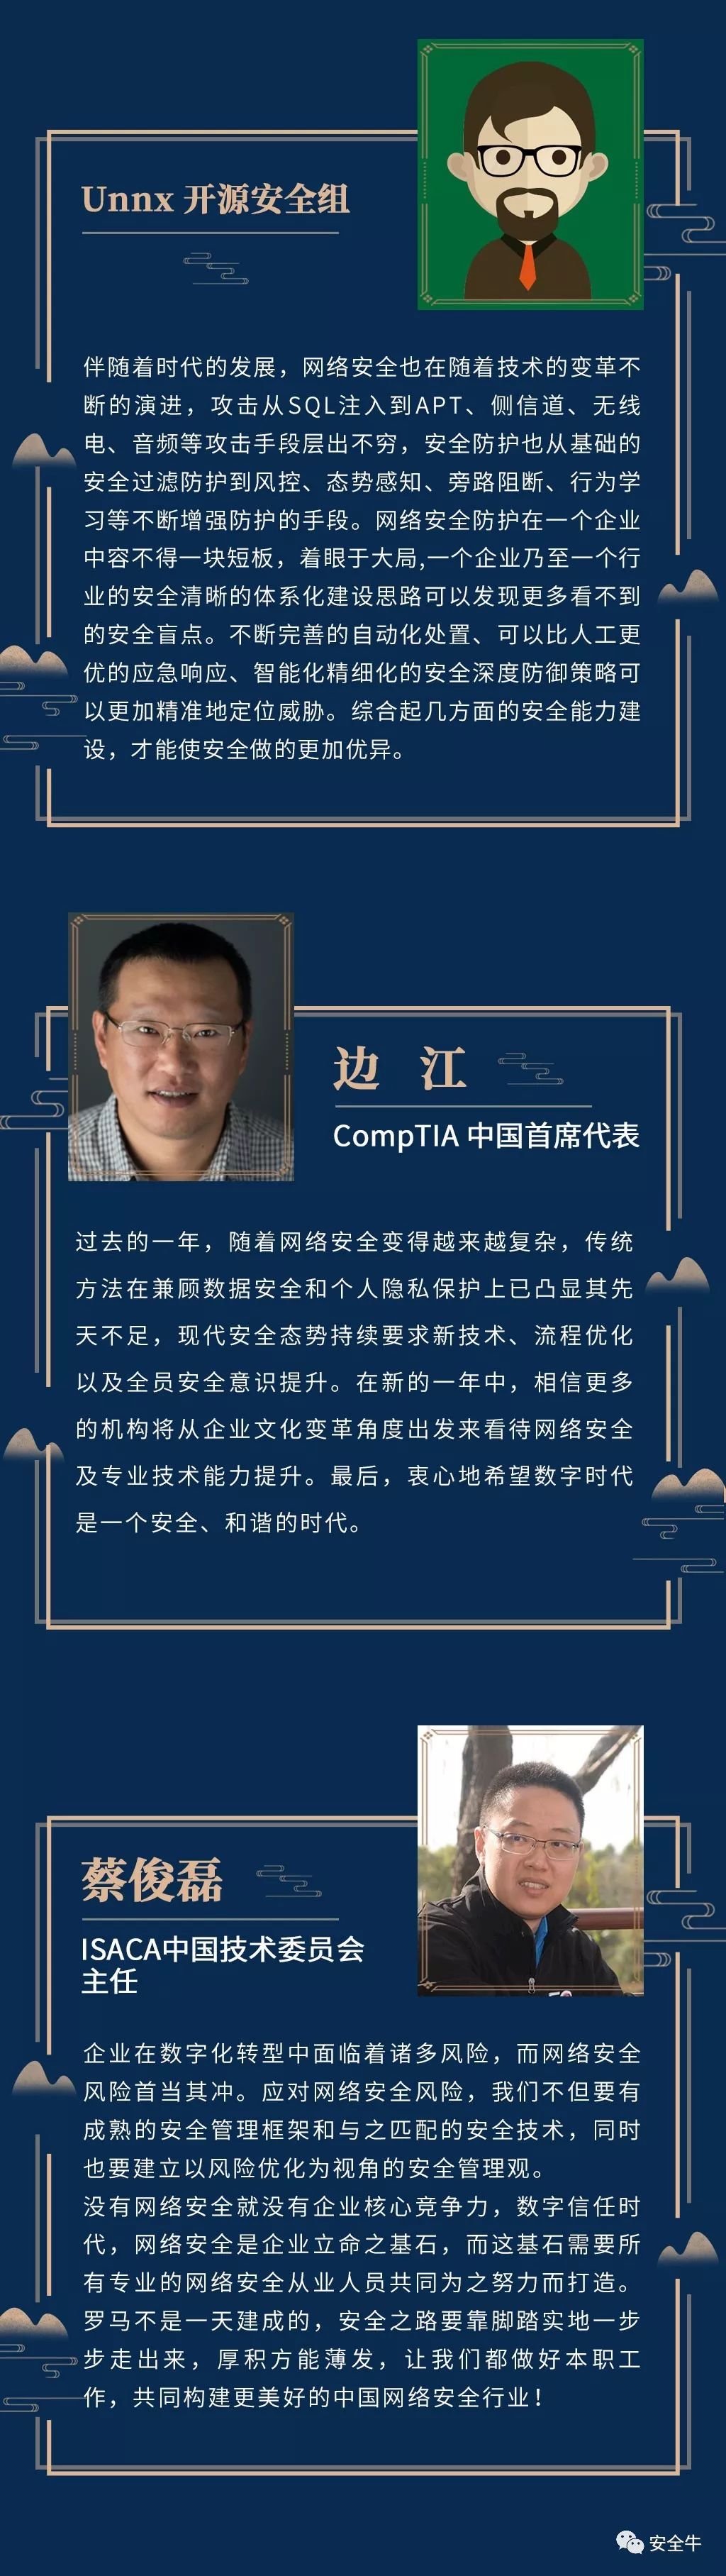 Unnx 开源安全组
伴随着时代的发展，网络安全也在随着技术的变革不
断的演进，攻击从SQL注入到APT、侧信道、无线
电、音频等攻击手段层出不穷，安全防护也从基础的
安全过滤防护到风控、态势感知、旁路阻断、行为学
习等不断增强防护的手段。网络安全防护在一个企业
中容不得一块短板，着眼于大局,一个企业乃至一个行
业的安全清晰的体系化建设思路可以发现更多看不到
的安全盲点。不断完善的自动化处置、可以比人工更
优的应急响应、智能化精细化的安全深度防御策略可
以更加精准地定位威胁。综合起几方面的安全能力建
设，才能使安全做的更加优异。
边 江
CompTIA 中国首席代表
过去的一年，随着网络安全变得越来越复杂，传统
方法在兼顾数据安全和个人隐私保护上已凸显其先
天不足，现代安全态势持续要求新技术、流程优化
以及全员安全意识提升。在新的一年中，相信更多
的机构将从企业文化变革角度出发来看待网络安全
及专业技术能力提升。最后，衷心地希望数字时代
是一个安全、和谐的时代。
蔡俊磊
ISACA中国技术委员会
主任
企业在数字化转型中面临着诸多风险，而网络安全
风险首当其冲。应对网络安全风险，我们不但要有
成熟的安全管理框架和与之匹配的安全技术，同时
也要建立以风险优化为视角的安全管理观。
没有网络安全就没有企业核心竞争力，数字信任时
代，网络安全是企业立命之基石，而这基石需要所
有专业的网络安全从业人员共同为之努力而打造。
罗马不是一天建成的，安全之路要靠脚踏实地一步
步走出来，厚积方能薄发，让我们都做好本职工
作，共同构建更美好的中国网络安全行业！
安全牛